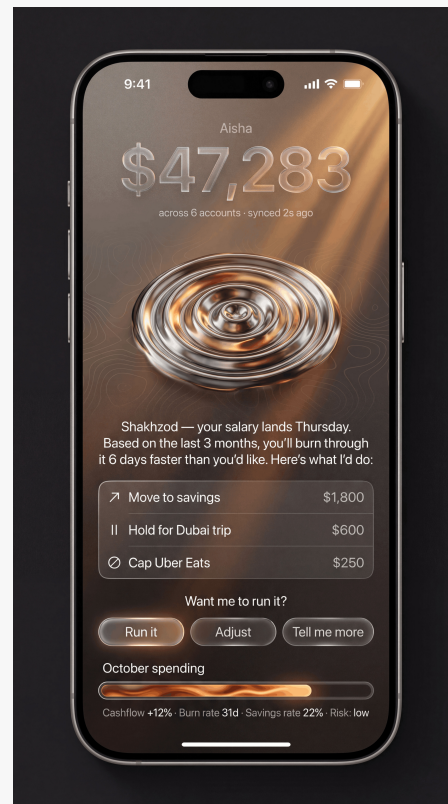 9:41
Aisha
$47,283
across 6 accounts · synced 2s ago
Shakhzod — your salary lands Thursday.
Based on the last 3 months, you'll burn through
it 6 days faster than you'd like. Here's what I'd do:
Move to savings $1,800
Hold for Dubai trip $600
Cap Uber Eats $250
Want me to run it?
Run it Adjust Tell me more
October spending
Cashflow +12% · Burn rate 31d · Savings rate 22% · Risk: low